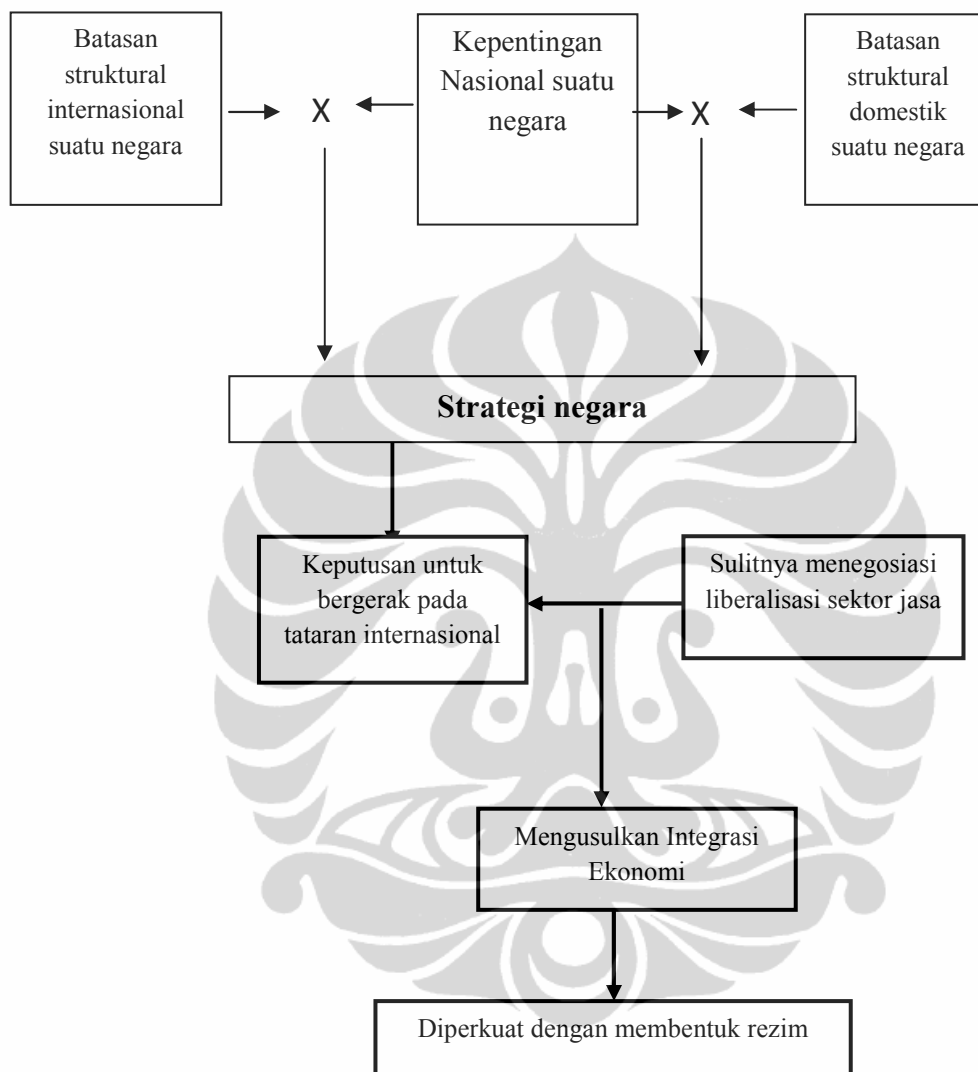 Batasan
struktural
internasional
suatu negara
X
Kepentingan
Nasional suatu
negara
X
Batasan
struktural
domestik
suatu negara
Strategi negara
Keputusan untuk
bergerak pada
tataran internasional
Sulitnya menegosiasi
liberalisasi sektor jasa
Mengusulkan Integrasi
Ekonomi
Diperkuat dengan membentuk rezim